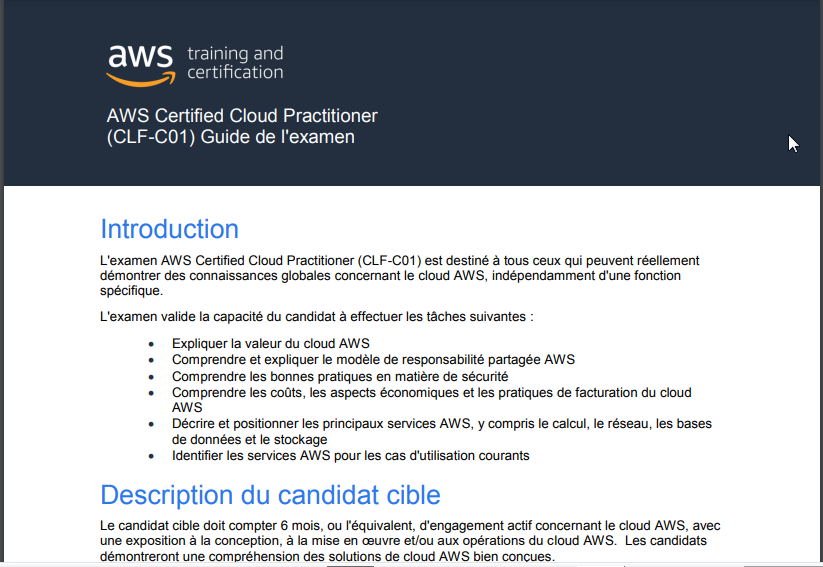 aws training and
certification
AWS Certified Cloud Practitioner
(CLF-C01) Guide de l'examen
Introduction
L'examen AWS Certified Cloud Practitioner (CLF-C01) est destiné à tous ceux qui peuvent réellement
démontrer des connaissances globales concernant le cloud AWS, indépendamment d'une fonction
spécifique.
L'examen valide la capacité du candidat à effectuer les tâches suivantes :
• Expliquer la valeur du cloud AWS
• Comprendre et expliquer le modèle de responsabilité partagée AWS
• Comprendre les bonnes pratiques en matière de sécurité
• Comprendre les coûts, les aspects économiques et les pratiques de facturation du cloud
AWS
• Décrire et positionner les principaux services AWS, y compris le calcul, le réseau, les bases
de données et le stockage
• Identifier les services AWS pour les cas d'utilisation courants
Description du candidat cible
Le candidat cible doit compter 6 mois, ou l'équivalent, d'engagement actif concernant le cloud AWS, avec
une exposition à la conception, à la mise en œuvre et/ou aux opérations du cloud AWS. Les candidats
démontreront une compréhension des solutions de cloud AWS bien conçues.